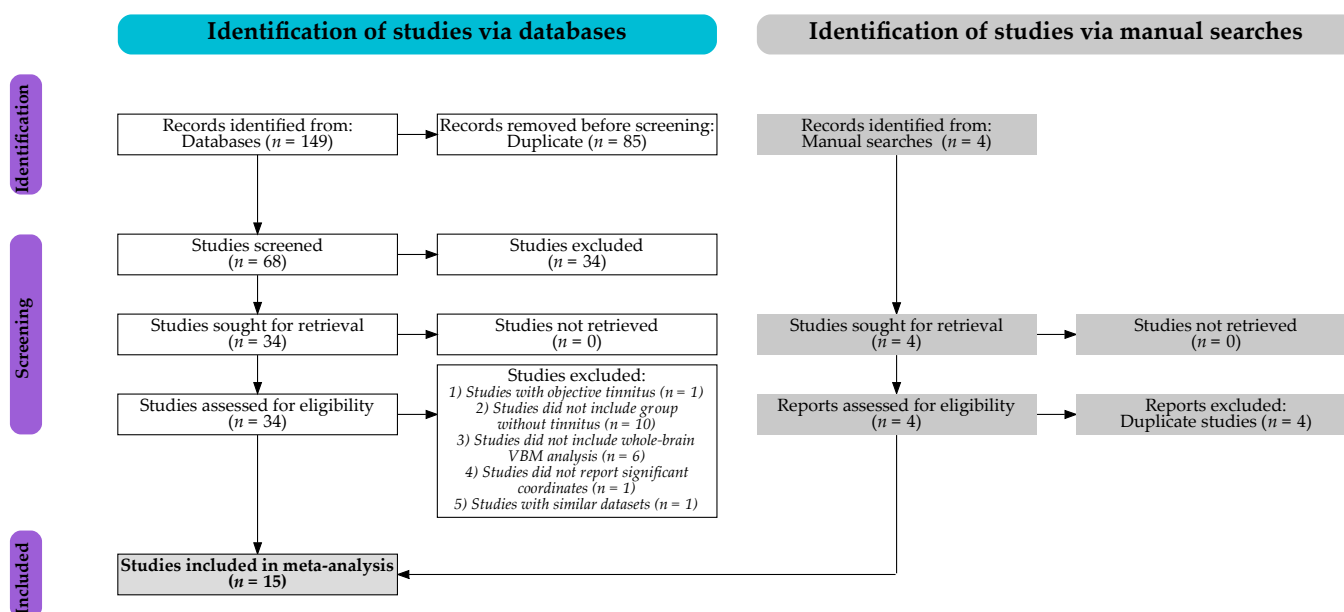 Identification of studies via databases
Identification of studies via manual searches
Identification
Records identified from:
Databases (n = 149)
Records removed before screening:
Duplicate (n = 85)
Records identified from:
Manual searches (n = 4)
Screening
Studies screened
(n = 68)
Studies excluded
(n = 34)
Studies sought for retrieval
(n = 34)
Studies not retrieved
(n = 0)
Studies sought for retrieval
(n = 4)
Studies not retrieved
(n = 0)
Studies assessed for eligibility
(n = 34)
Studies excluded:
1) Studies with objective tinnitus (n = 1)
2) Studies did not include group
without tinnitus (n = 10)
3) Studies did not include whole-brain
VBM analysis (n = 6)
4) Studies did not report significant
coordinates (n = 1)
5) Studies with similar datasets (n = 1)
Reports assessed for eligibility
(n = 4)
Reports excluded:
Duplicate studies (n = 4)
Included
Studies included in meta-analysis
(n = 15)